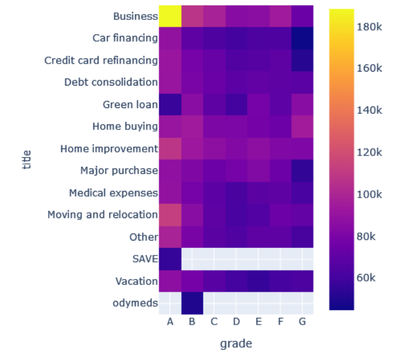 Business
Car financing
Credit card refinancing
Debt consolidation
Green loan
Home buying
Home improvement
Major purchase
Medical expenses
Moving and relocation
Other
SAVE
Vacation
odymeds
title
A B C D E F G
grade
180k
160k
140k
120k
100k
80k
60k